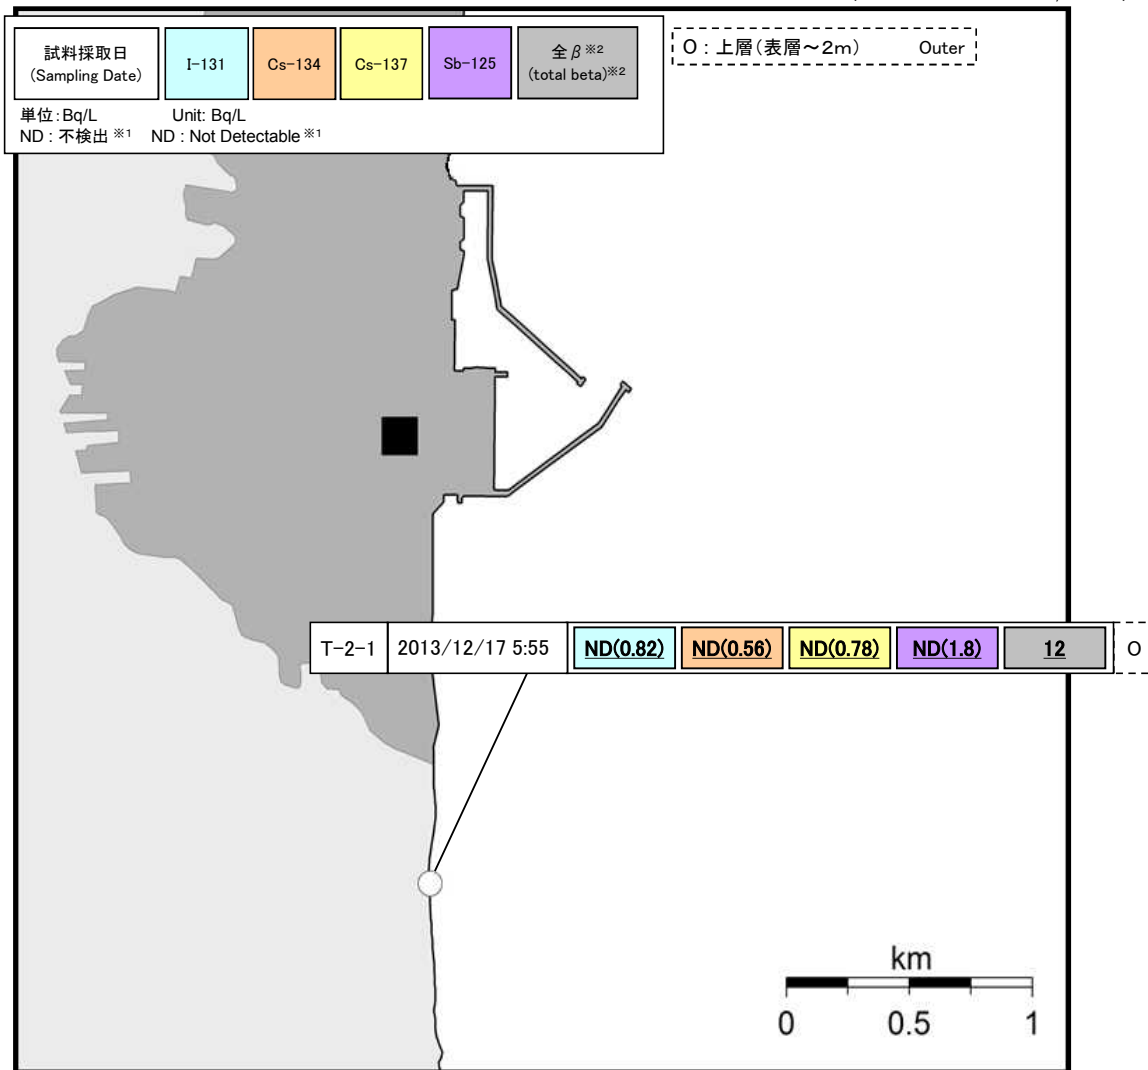 試料採取日
(Sampling Date)
I-131
Cs-134
Cs-137
Sb-125
全β※2
(total beta)※2
単位:Bq/L Unit: Bq/L
ND : 不検出 ※1 ND : Not Detectable ※1
O : 上層(表層～2m) Outer
T-2-1 2013/12/17 5:55 ND(0.82) ND(0.56) ND(0.78) ND(1.8) 12 O
km
0 0.5 1